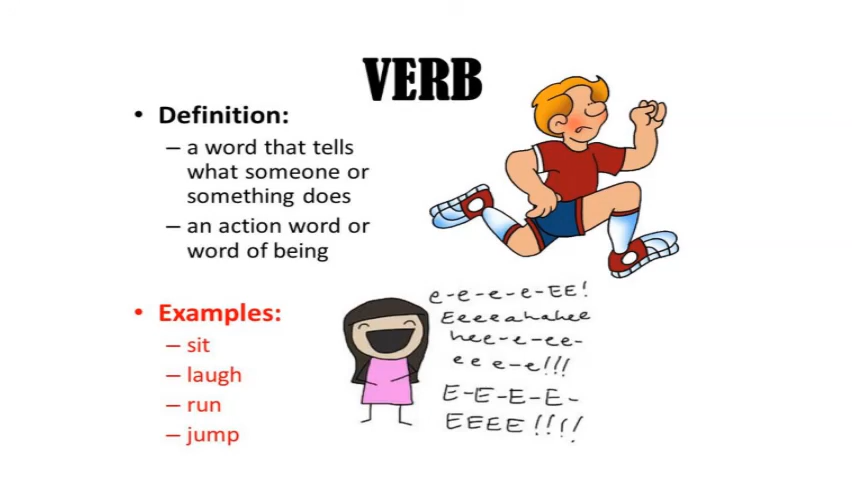 VERB
• Definition:
– a word that tells
what someone or
something does
– an action word or
word of being
• Examples:
– sit
– laugh
– run
– jump
e-e-e-e-EE!
Eeeeahahee
hee-e-ee-
ee e-e!!!
E-E-E-E-
EEEE!!!!